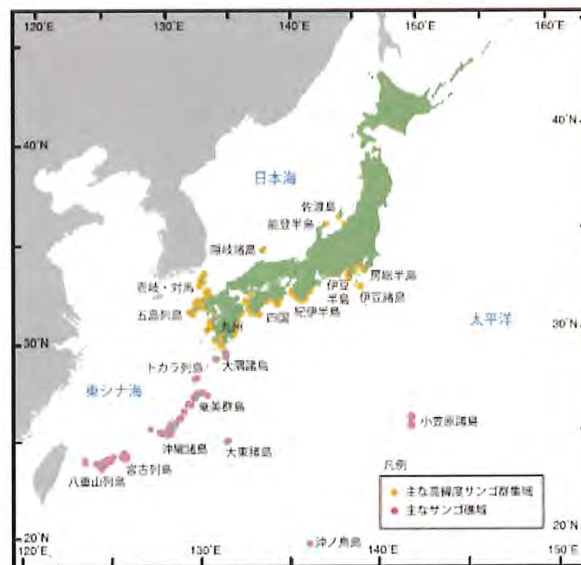 120°E
130°E
140°E
150°E
160°E
40°N
40°N
日本海
佐渡島
能登半島
隠岐諸島
壱岐・対馬
房総半島
伊豆
半島
伊豆諸島
五島列島
九州
四国
紀伊半島
太平洋
30°N
30°N
トカラ列島
大隅諸島
東シナ海
奄美群島
小笠原諸島
沖縄諸島
大東諸島
宮古列島
八重山列島
凡例
主な高緯度サンゴ群集域
主なサンゴ礁域
20°N
沖ノ鳥島
20°N
120°E
130°E
140°E
150°E